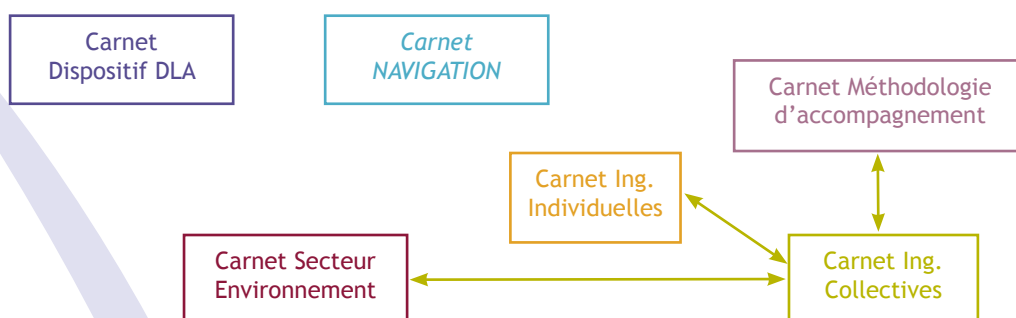 Carnet
Dispositif DLA
Carnet
NAVIGATION
Carnet Méthodologie
d’accompagnement
Carnet Ing.
Individuelles
Carnet Secteur
Environnement
Carnet Ing.
Collectives